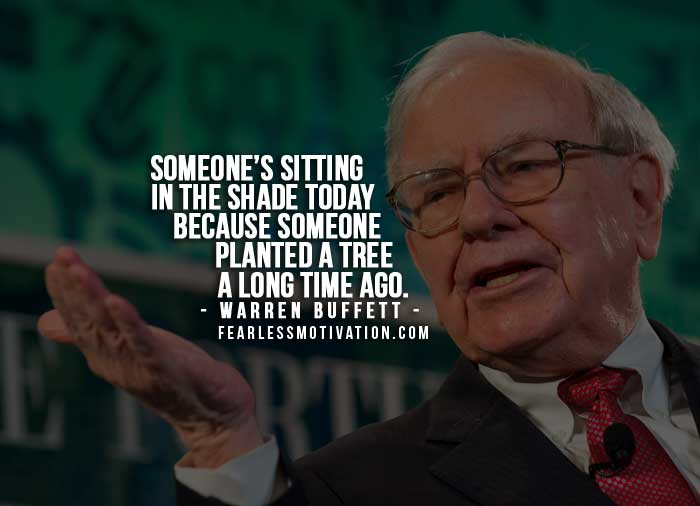 SOMEONE'S SITTING
IN THE SHADE TODAY
BECAUSE SOMEONE
PLANTED A TREE
A LONG TIME AGO.
- WARREN BUFFETT -
FEARLESSMOTIVATION.COM